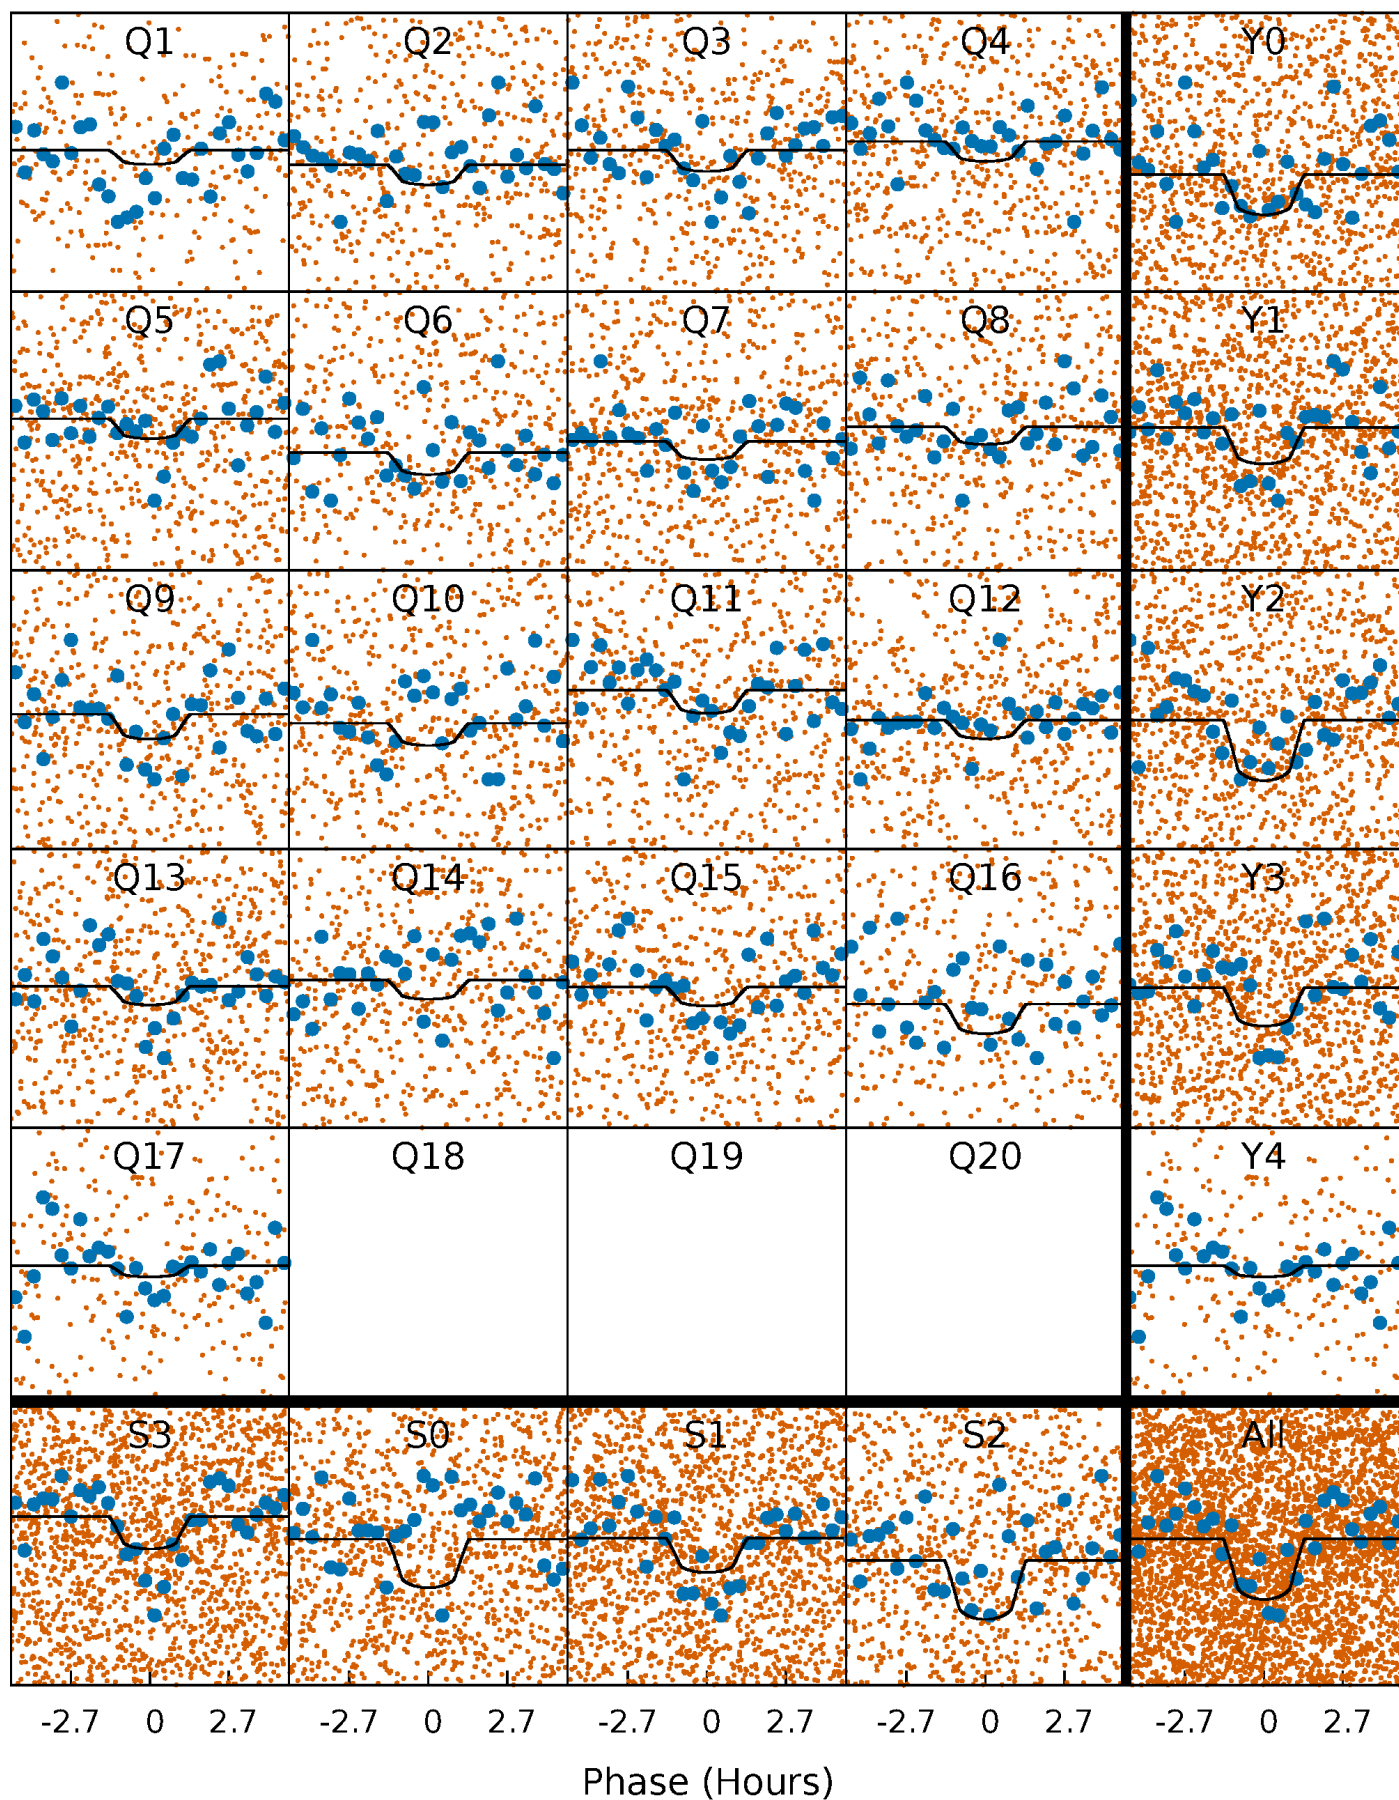 Q1 Q2 Q3 Q4 Y0
Q5 Q6 Q7 Q8 Y1
Q9 Q10 Q11 Q12 Y2
Q13 Q14 Q15 Q16 Y3
Q17 Q18 Q19 Q20 Y4
S3 S0 S1 S2 All
-2.7 0 2.7 -2.7 0 2.7 -2.7 0 2.7 -2.7 0 2.7 -2.7 0 2.7
Phase (Hours)